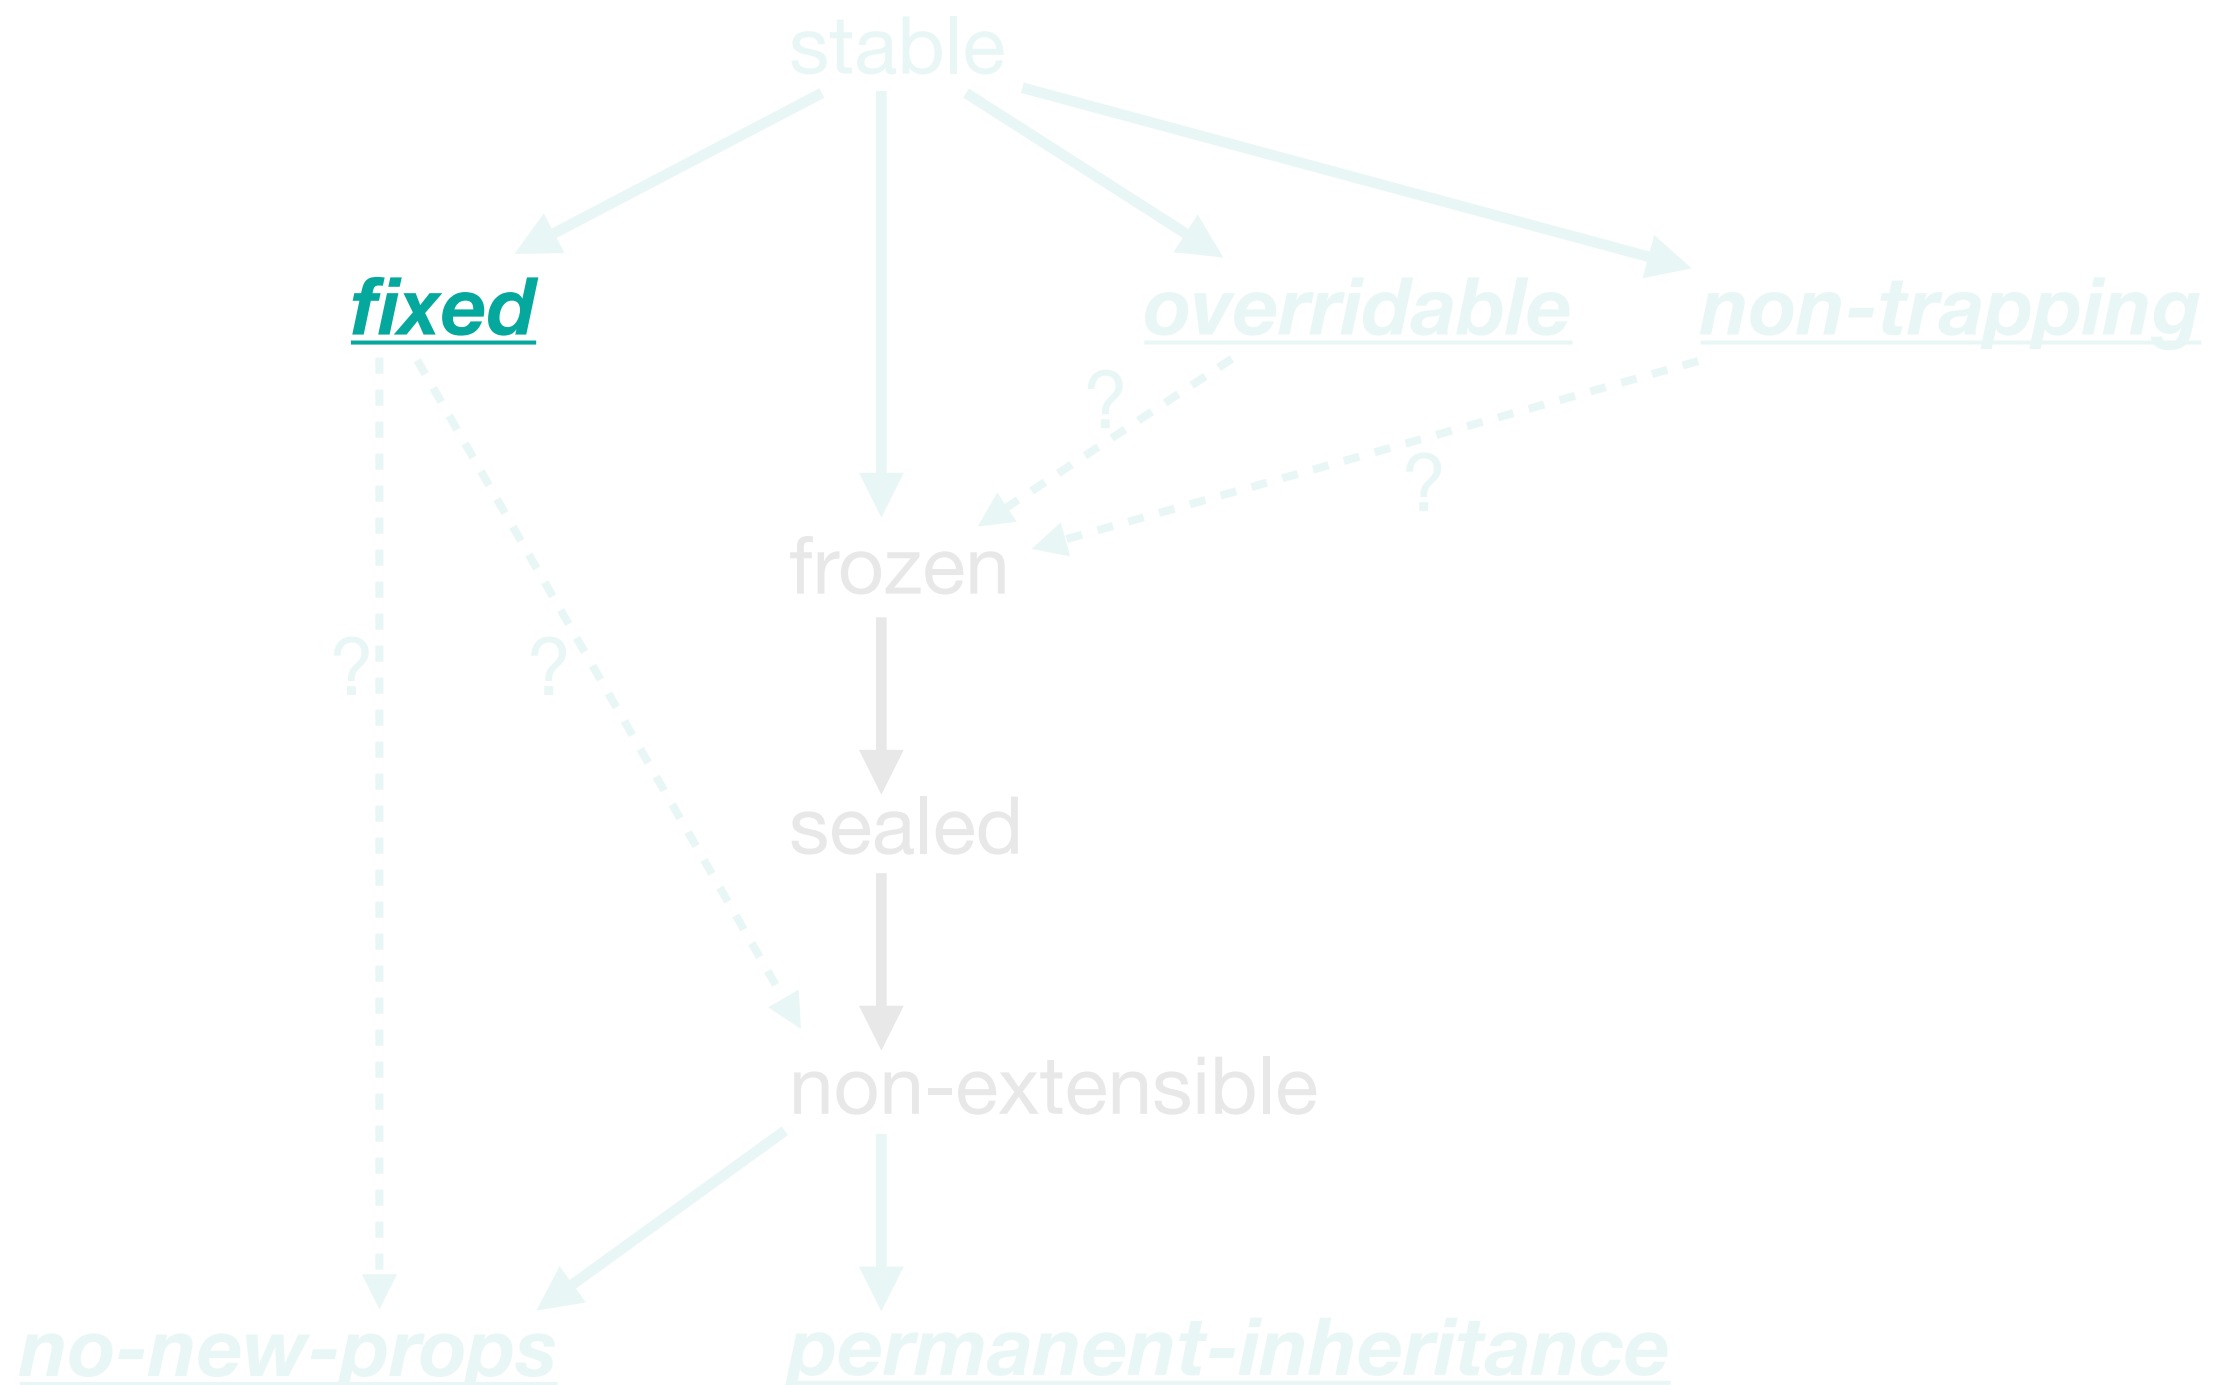 stable
fixed
overridable
non-trapping
?
?
frozen
?
?
sealed
non-extensible
no-new-props
permanent-inheritance